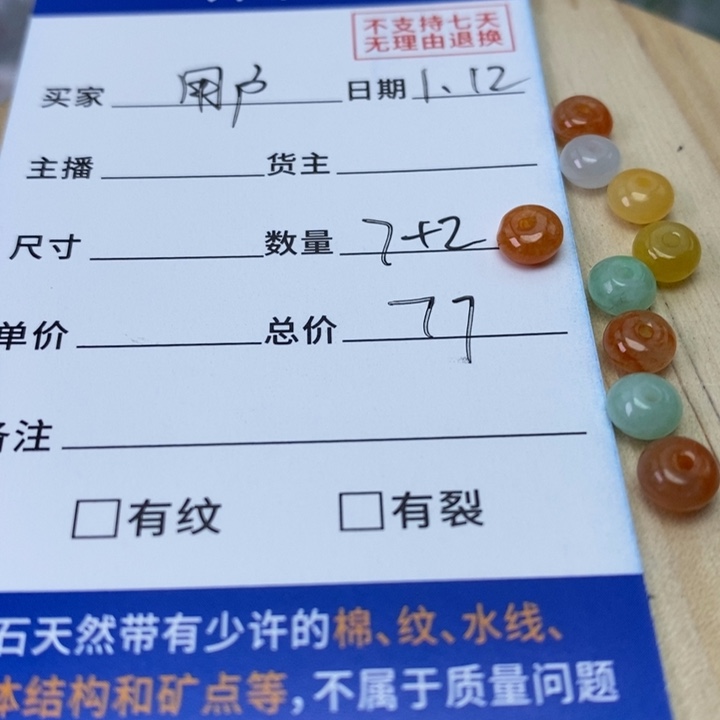 不支持七天
无理由退换
买家 用户 日期 1.12
主播 货主
尺寸 数量 7+2
单价 总价 77
备注
□有纹 □有裂
石天然带有少许的棉、纹、水线、
体结构和矿点等,不属于质量问题